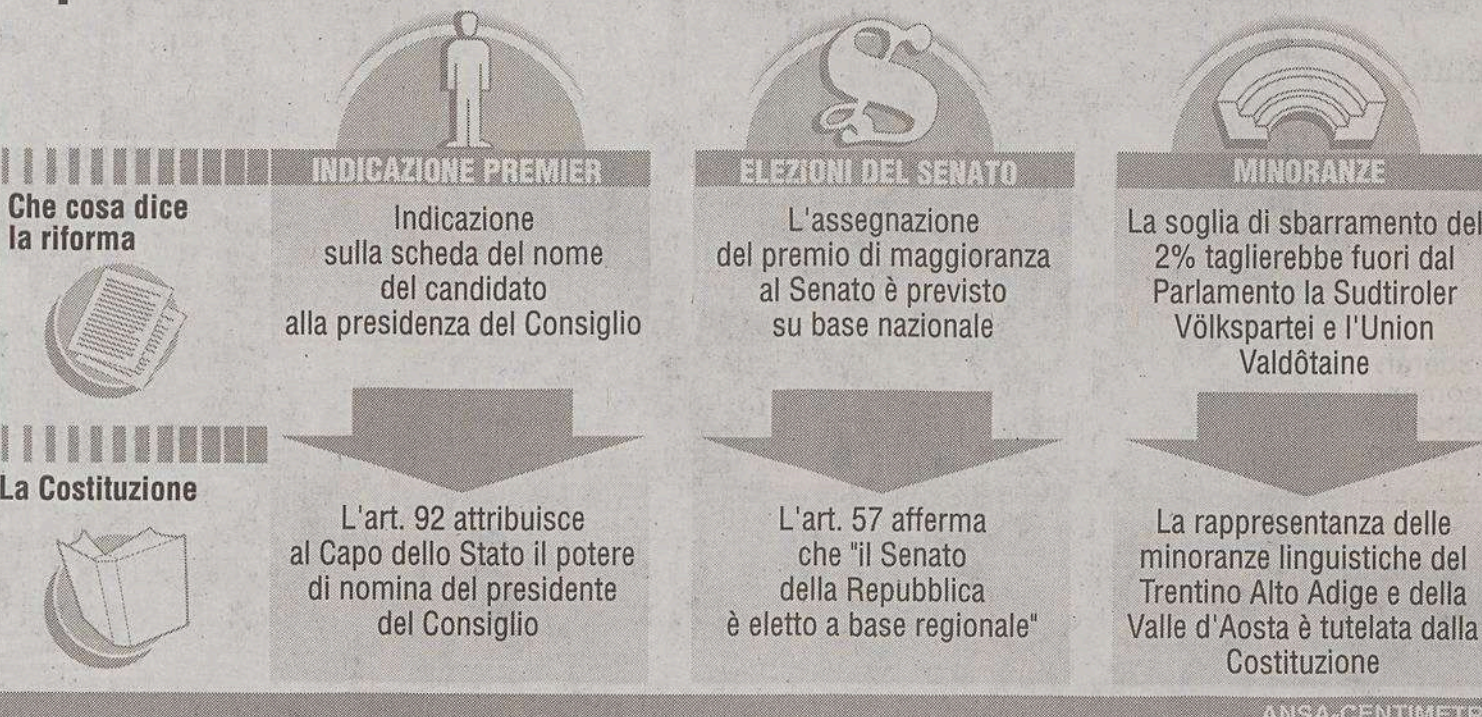 INDICAZIONE PREMIER
ELEZIONI DEL SENATO
MINORANZE
Che cosa dice
la riforma
Indicazione
sulla scheda del nome
del candidato
alla presidenza del Consiglio
L'assegnazione
del premio di maggioranza
al Senato è previsto
su base nazionale
La soglia di sbarramento del
2% taglierebbe fuori dal
Parlamento la Sudtiroler
Völkspartei e l'Union
Valdôtaine
La Costituzione
L'art. 92 attribuisce
al Capo dello Stato il potere
di nomina del presidente
del Consiglio
L'art. 57 afferma
che "il Senato
della Repubblica
è eletto a base regionale"
La rappresentanza delle
minoranze linguistiche del
Trentino Alto Adige e della
Valle d'Aosta è tutelata dalla
Costituzione
ANSA-CENTIMETR